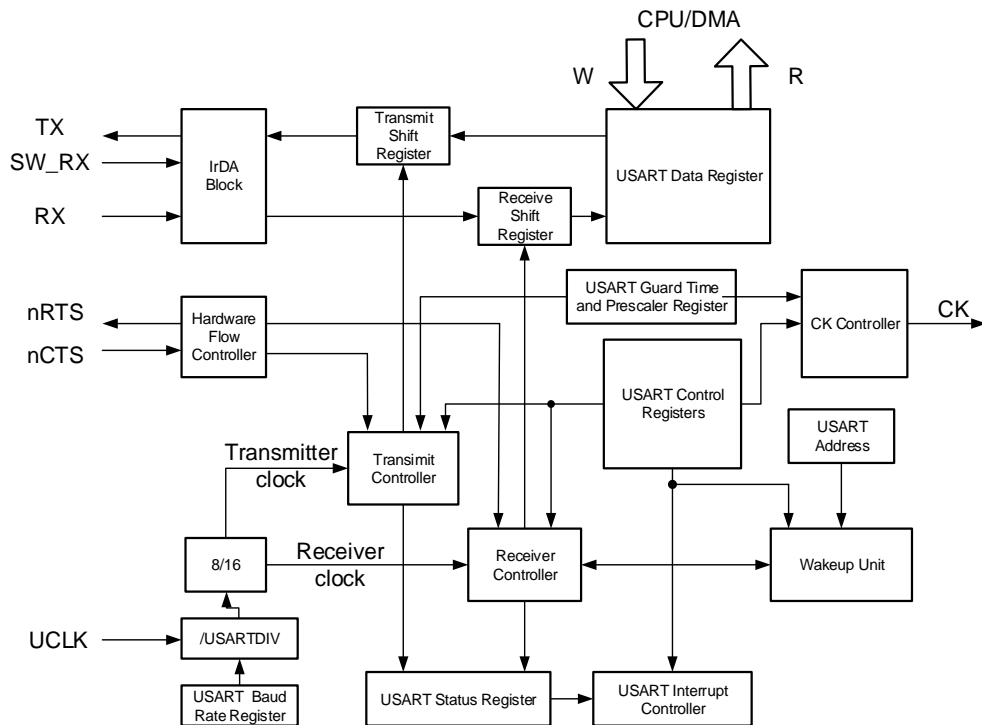 CPU/DMA
W
R
TX
SW_RX
RX
IrDA
Block
Transmit
Shift
Register
Receive
Shift
Register
USART Data Register
nRTS
nCTS
Hardware
Flow
Controller
USART Guard Time
and Prescaler Register
CK Controller
CK
USART Control
Registers
USART
Address
Transmitter
clock
Transimit
Controller
8/16
Receiver
clock
Receiver
Controller
Wakeup Unit
UCLK
/USARTDIV
USART Baud
Rate Register
USART Status Register
USART Interrupt
Controller